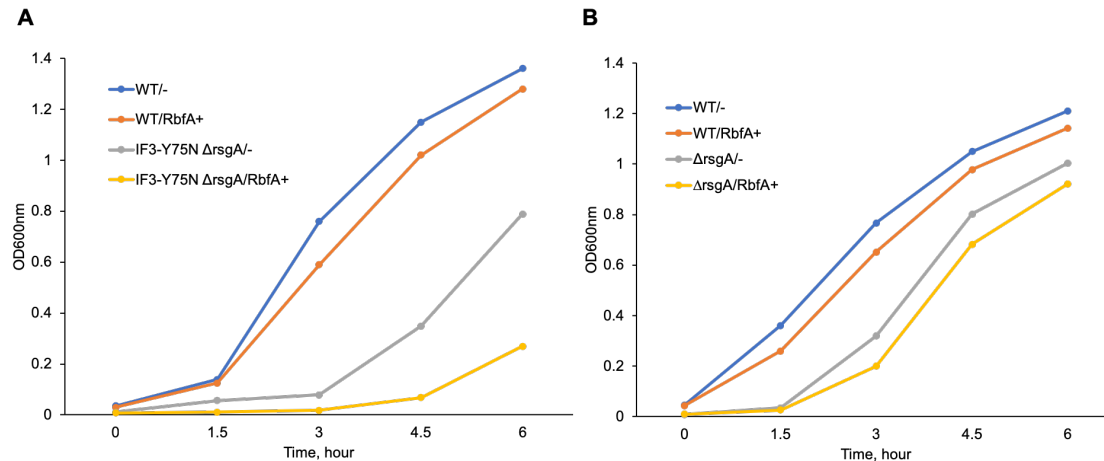 A
1.4
1.2
1
0.8
0.6
0.4
0.2
0
OD600nm
WT/-
WT/RbfA+
IF3-Y75N ΔrsgA/-
IF3-Y75N ΔrsgA/RbfA+
0 1.5 3 4.5 6
Time, hour
B
1.4
1.2
1
0.8
0.6
0.4
0.2
0
OD600nm
WT/-
WT/RbfA+
ΔrsgA/-
ΔrsgA/RbfA+
0 1.5 3 4.5 6
Time, hour